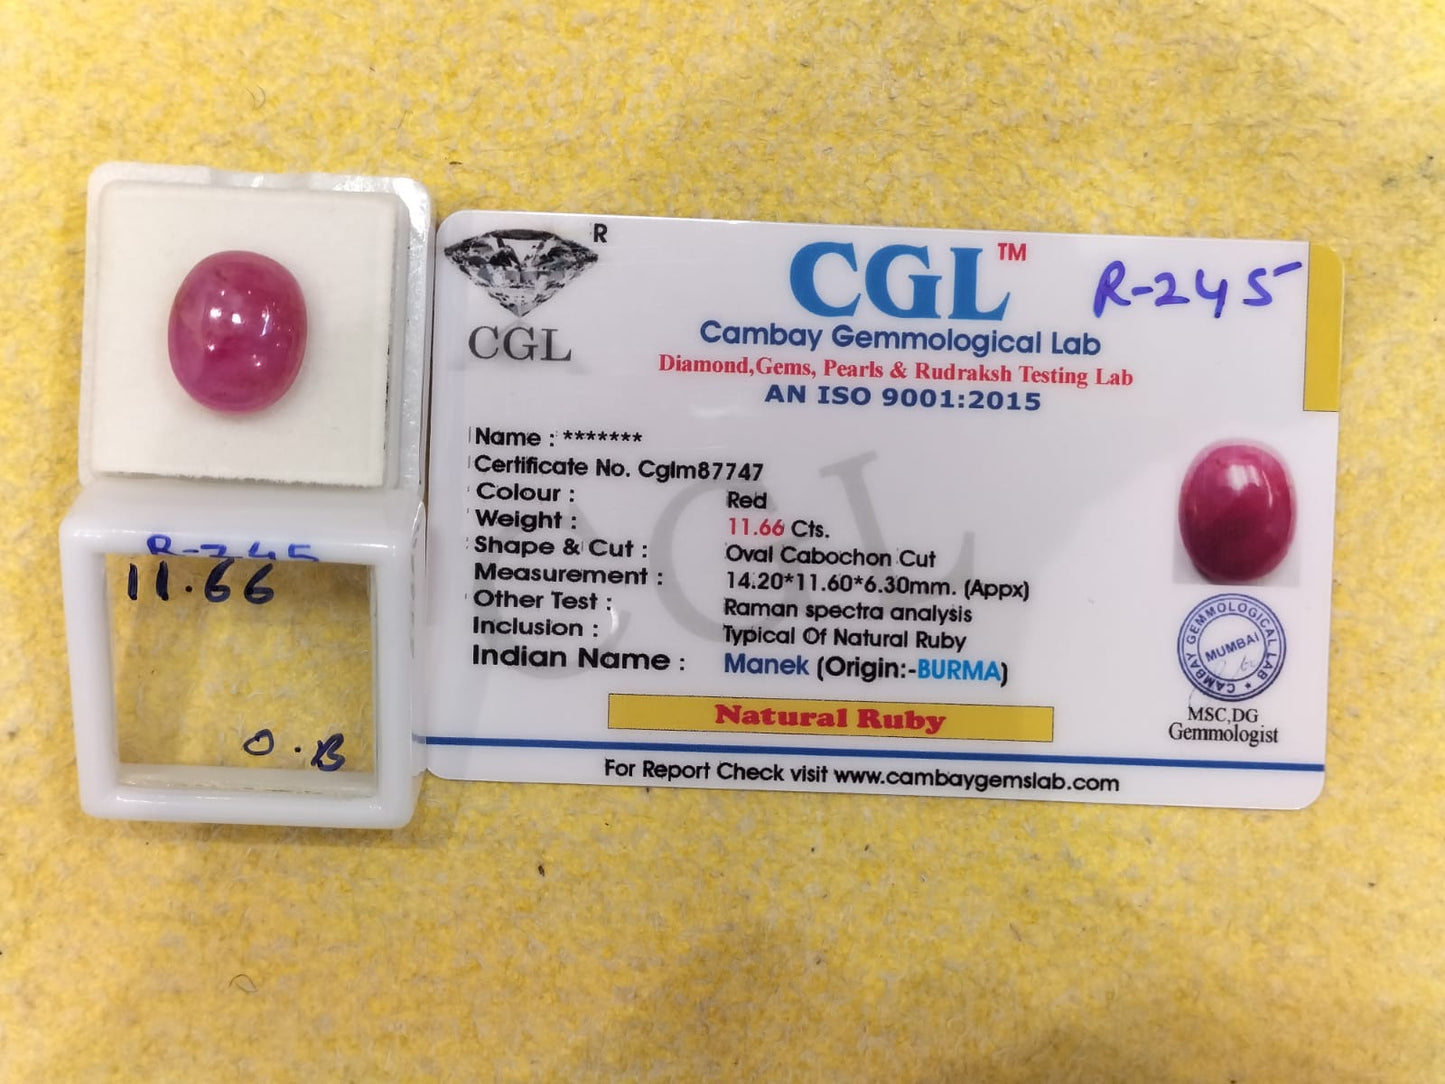 R
CGL
CGL™
R-245
Cambay Gemmological Lab
Diamond,Gems, Pearls & Rudraksh Testing Lab
AN ISO 9001:2015
Name : *******
Certificate No. Cglm87747
Colour : Red
Weight : 11.66 Cts.
Shape & Cut : Oval Cabochon Cut
Measurement : 14.20*11.60*6.30mm. (Appx)
Other Test : Raman spectra analysis
Inclusion : Typical Of Natural Ruby
Indian Name : Manek (Origin:-BURMA)
Natural Ruby
For Report Check visit www.cambaygemslab.com
CAMBAY GEMMOLOGICAL LAB
MUMBAI
MSC,DG
Gemmologist
CGL
R-245
11.66
O.B